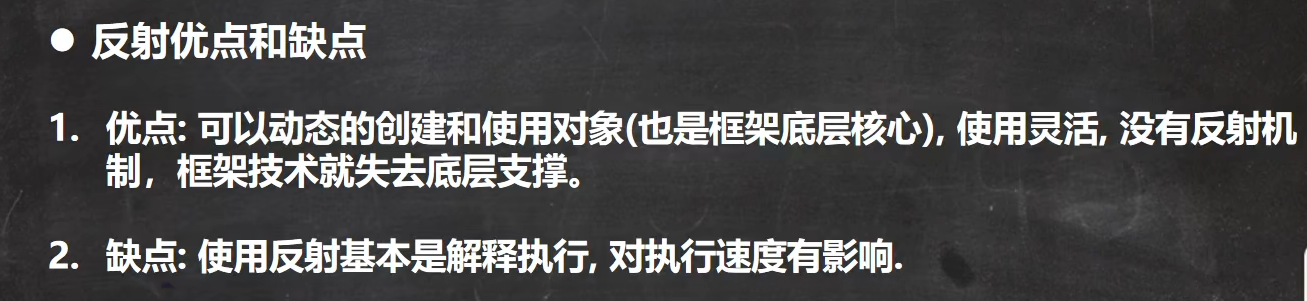 ● 反射优点和缺点
1. 优点: 可以动态的创建和使用对象(也是框架底层核心), 使用灵活, 没有反射机
制，框架技术就失去底层支撑。
2. 缺点: 使用反射基本是解释执行, 对执行速度有影响.